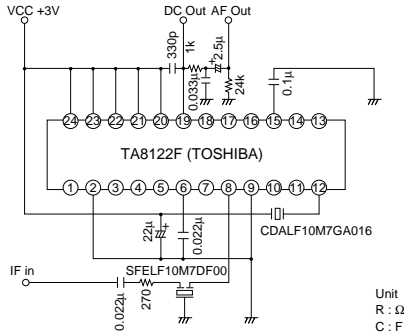 VCC +3V
DC Out
AF Out
330p
1k
0.033μ
2.5μ
+
24k
0.1μ
24 23 22 21 20 19 18 17 16 15 14 13
TA8122F (TOSHIBA)
1 2 3 4 5 6 7 8 9 10 11 12
22μ
+
0.022μ
CDALF10M7GA016
IF in
SFELF10M7DF00
0.022μ
270
Unit
R : Ω
C : F